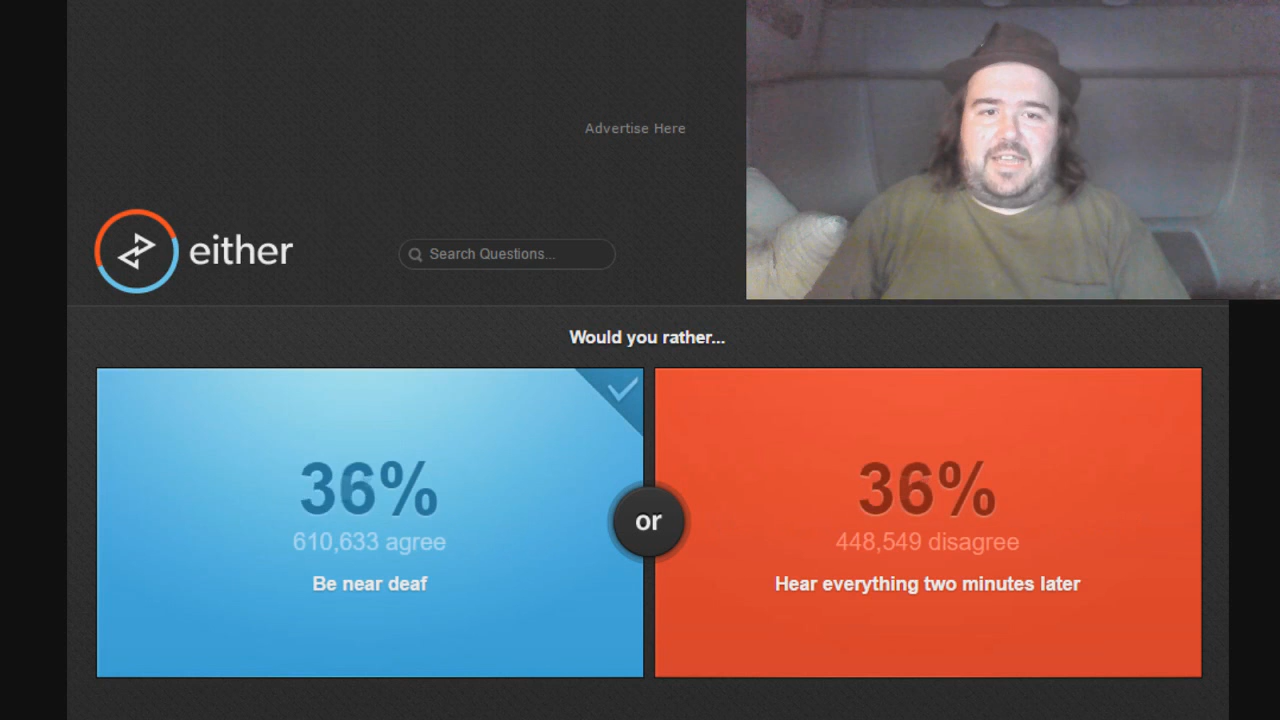 Advertise Here
either
Search Questions...
Would you rather...
36%
610,633 agree
Be near deaf
or
36%
448,549 disagree
Hear everything two minutes later